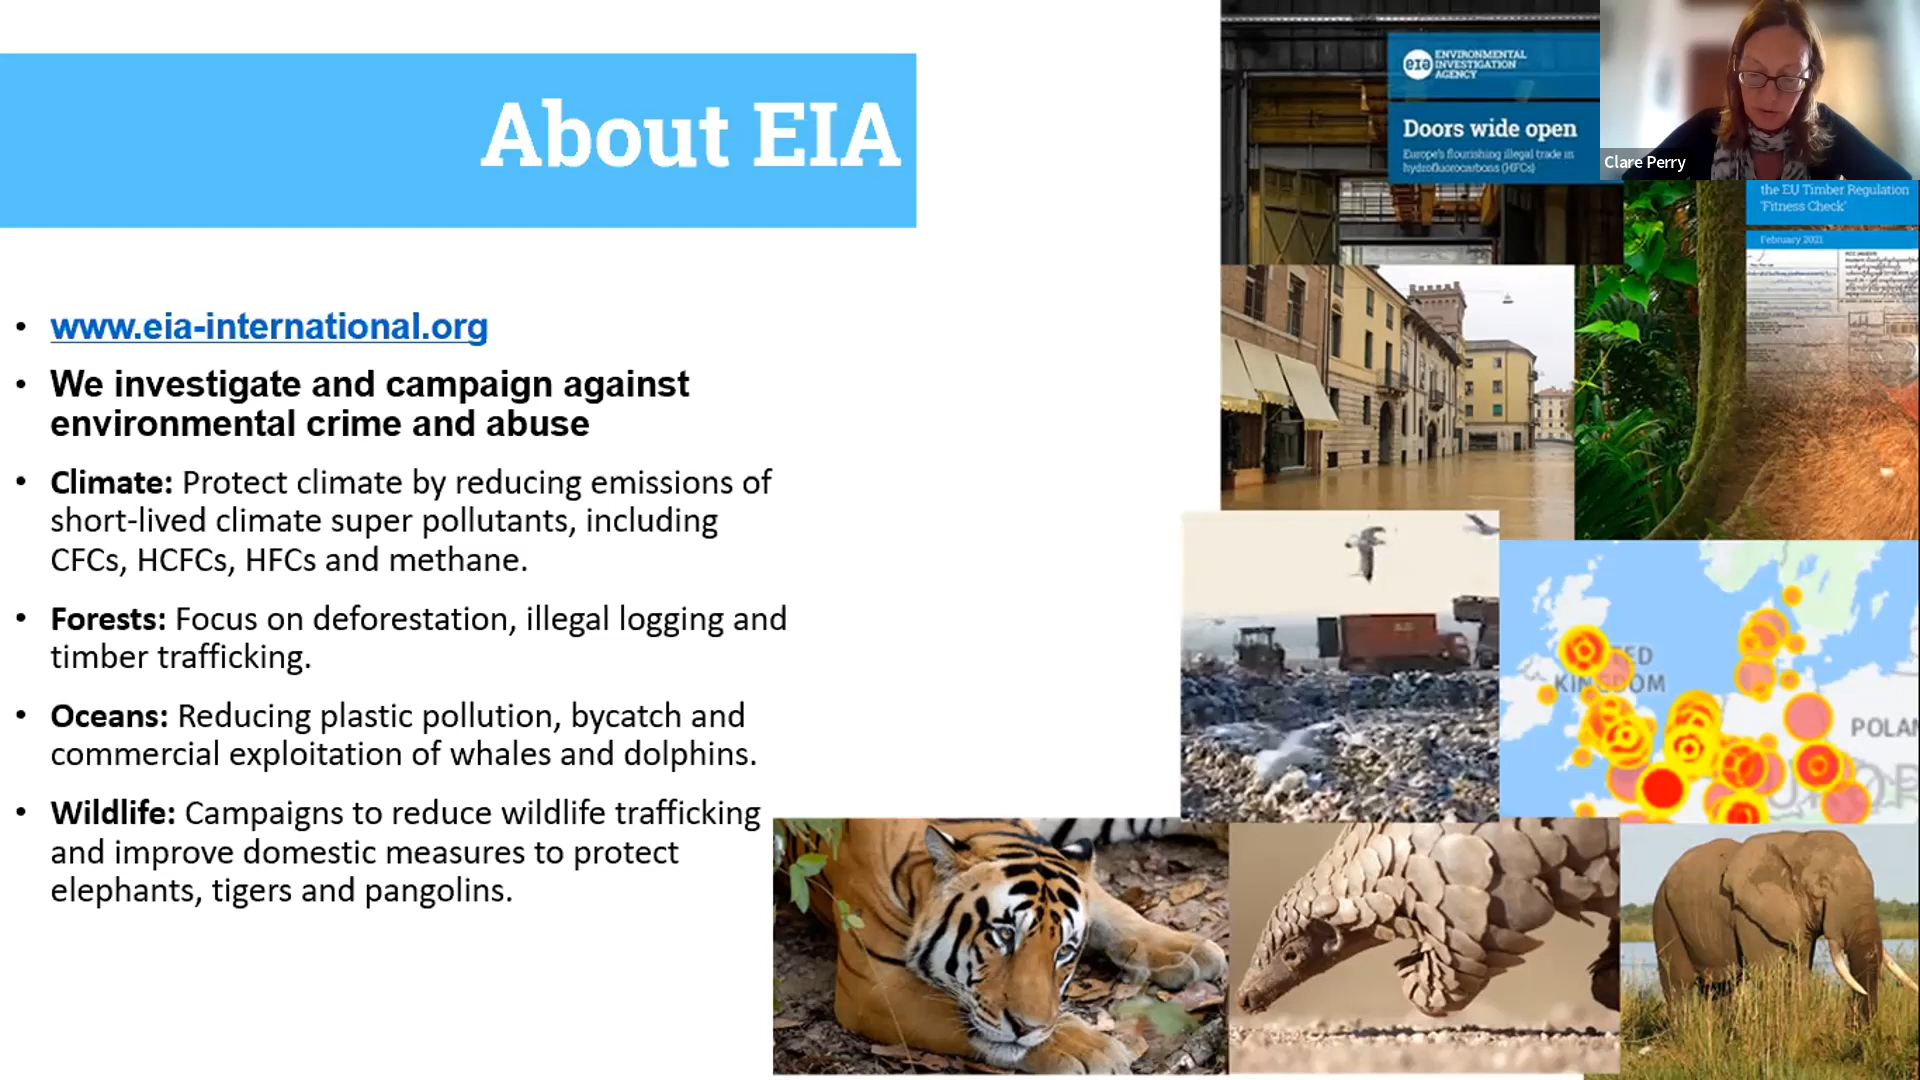 About EIA
www.eia-international.org
We investigate and campaign against
environmental crime and abuse
Climate: Protect climate by reducing emissions of
short-lived climate super pollutants, including
CFCs, HCFCs, HFCs and methane.
Forests: Focus on deforestation, illegal logging and
timber trafficking.
Oceans: Reducing plastic pollution, bycatch and
commercial exploitation of whales and dolphins.
Wildlife: Campaigns to reduce wildlife trafficking
and improve domestic measures to protect
elephants, tigers and pangolins.
eia ENVIRONMENTAL
INVESTIGATION
AGENCY
Doors wide open
Europe's flourishing illegal trade in
hydrofluorocarbons (HFCs)
Clare Perry
the EU Timber Regulation
'Fitness Check'
February 2021
KINGDOM
POLAN